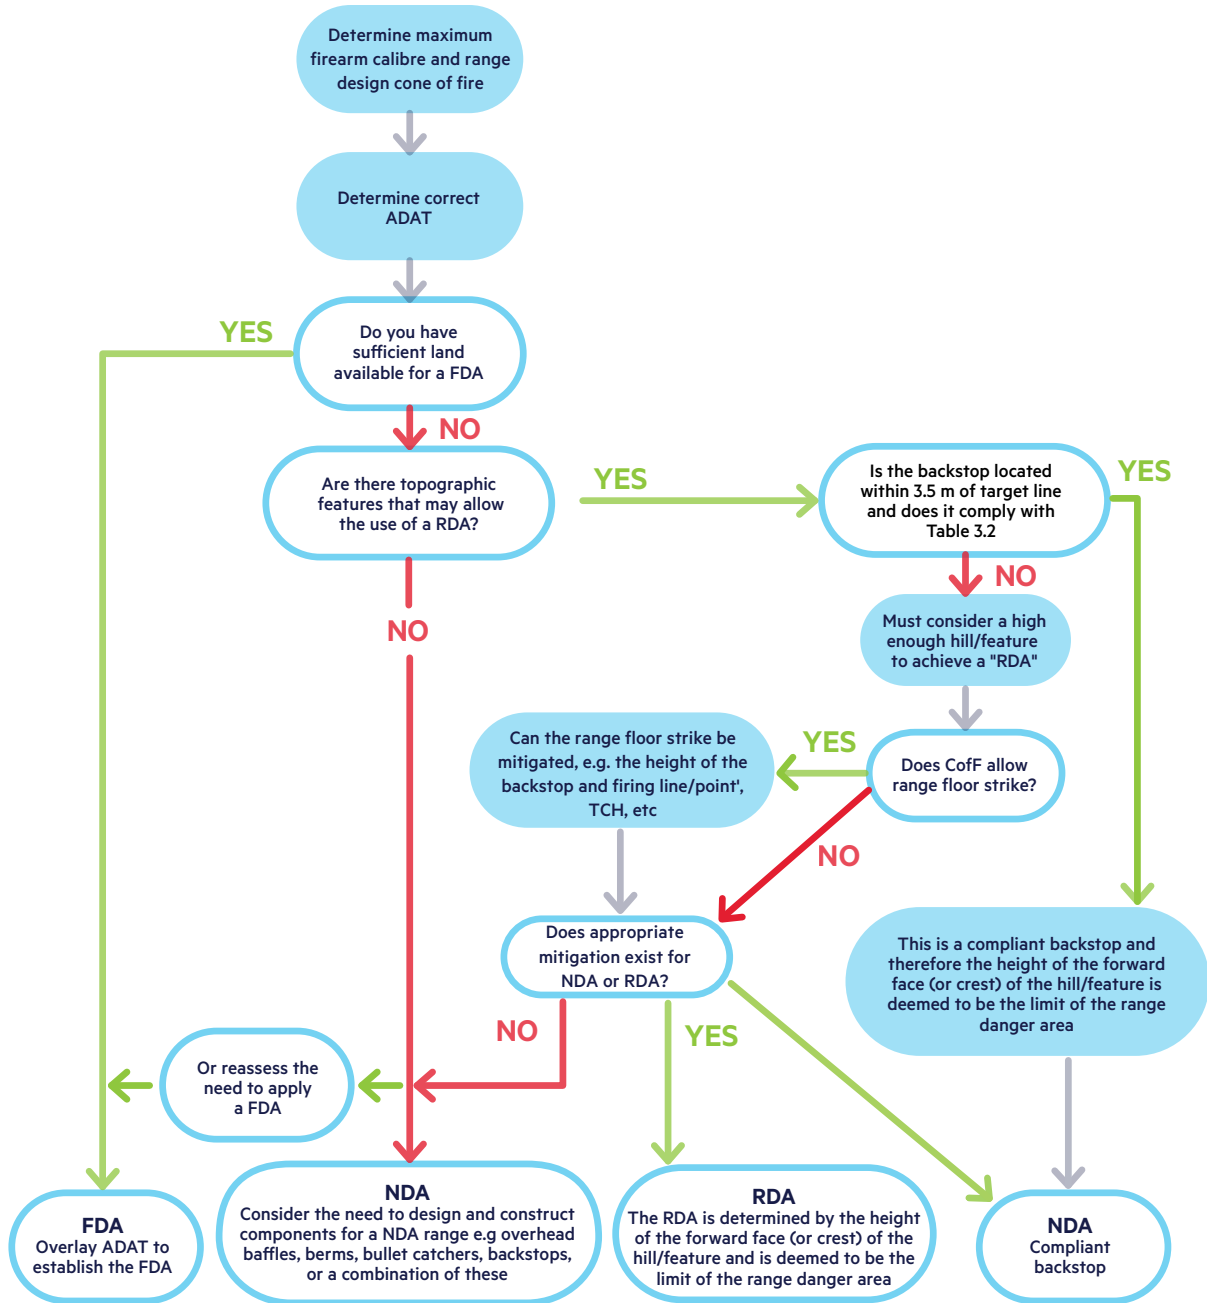 Determine maximum
firearm calibre and range
design cone of fire
Determine correct
ADAT
YES
Do you have
sufficient land
available for a FDA
NO
Are there topographic
features that may allow
the use of a RDA?
YES
Is the backstop located
within 3.5 m of target line
and does it comply with
Table 3.2
YES
NO
NO
Must consider a high
enough hill/feature
to achieve a "RDA"
Can the range floor strike be
mitigated, e.g. the height of the
backstop and firing line/point',
TCH, etc
YES
Does CofF allow
range floor strike?
NO
Does appropriate
mitigation exist for
NDA or RDA?
This is a compliant backstop and
therefore the height of the forward
face (or crest) of the hill/feature is
deemed to be the limit of the range
danger area
NO
YES
Or reassess the
need to apply
a FDA
FDA
Overlay ADAT to
establish the FDA
NDA
Consider the need to design and construct
components for a NDA range e.g overhead
baffles, berms, bullet catchers, backstops,
or a combination of these
RDA
The RDA is determined by the height
of the forward face (or crest) of the
hill/feature and is deemed to be the
limit of the range danger area
NDA
Compliant
backstop